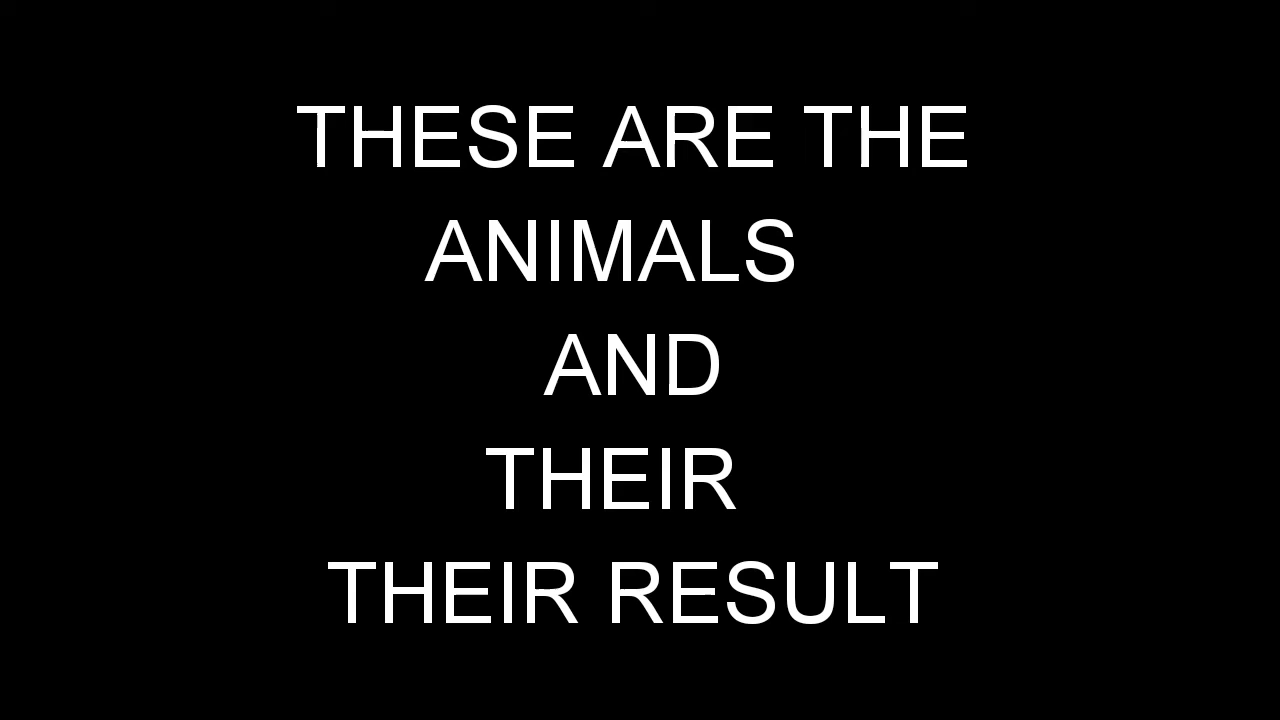 THESE ARE THE
ANIMALS
AND
THEIR
THEIR RESULT